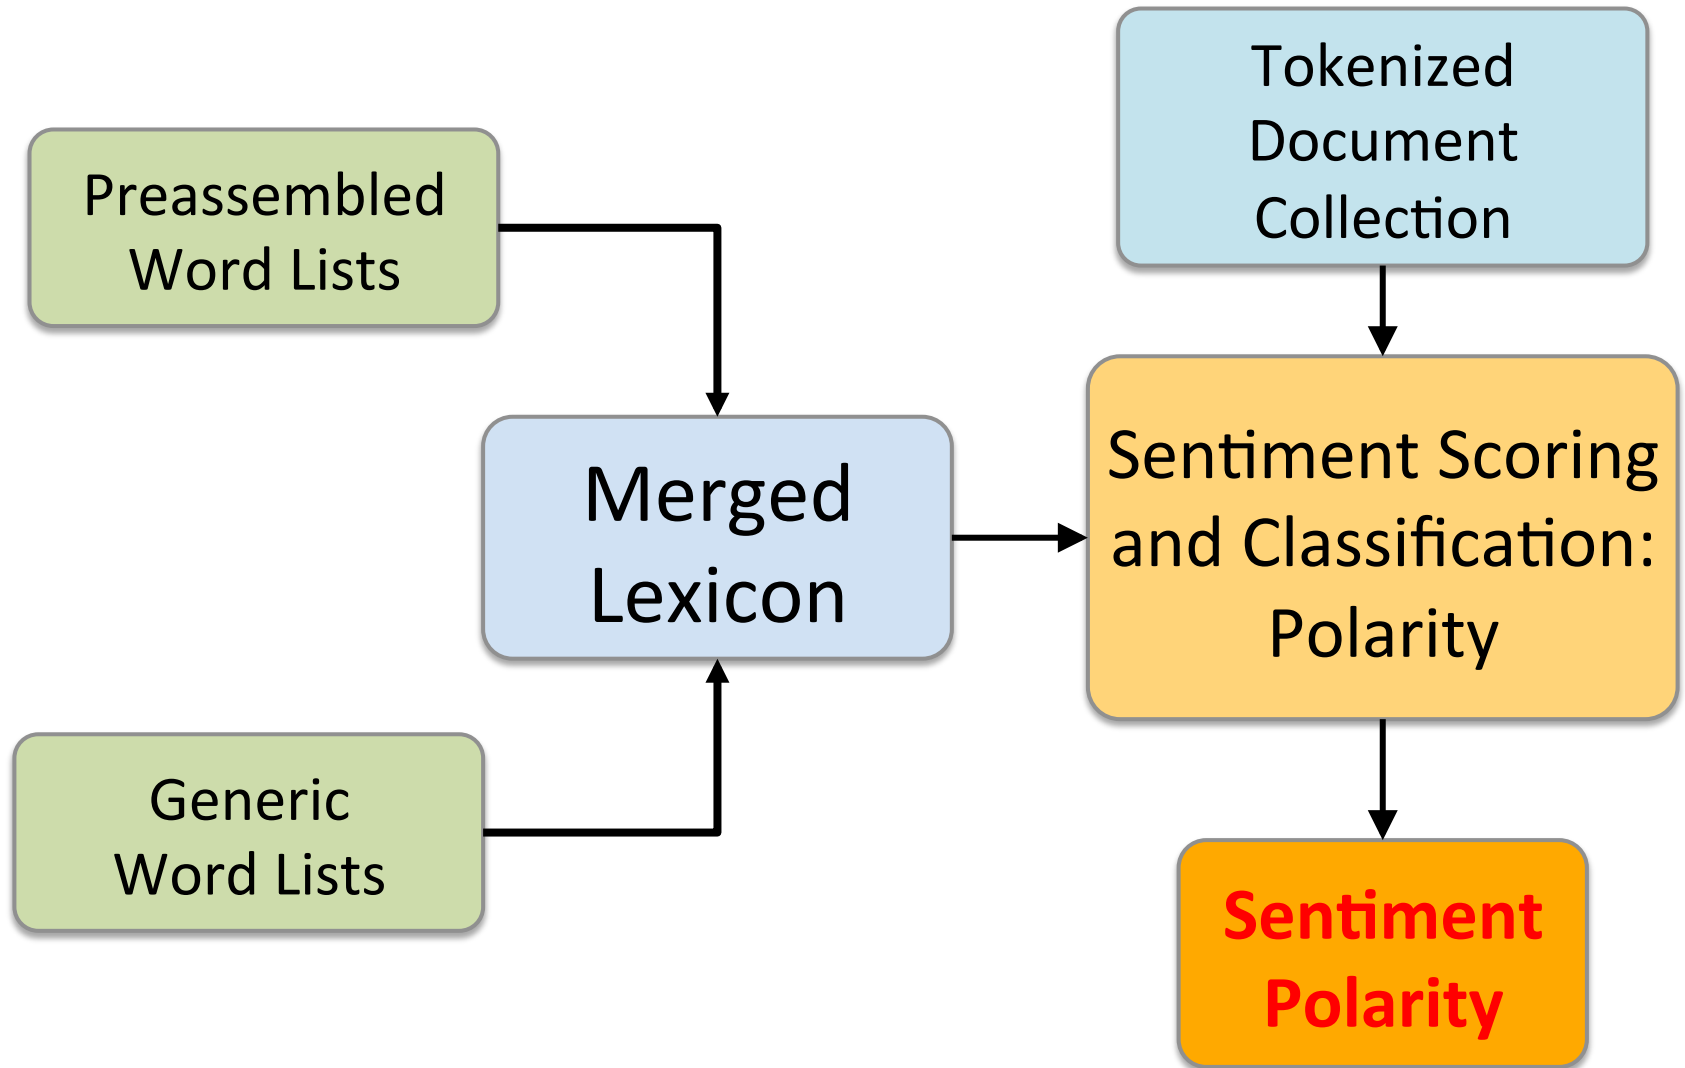 Preassembled
Word Lists
Generic
Word Lists
Merged
Lexicon
Tokenized
Document
Collection
Sentiment Scoring
and Classification:
Polarity
Sentiment
Polarity